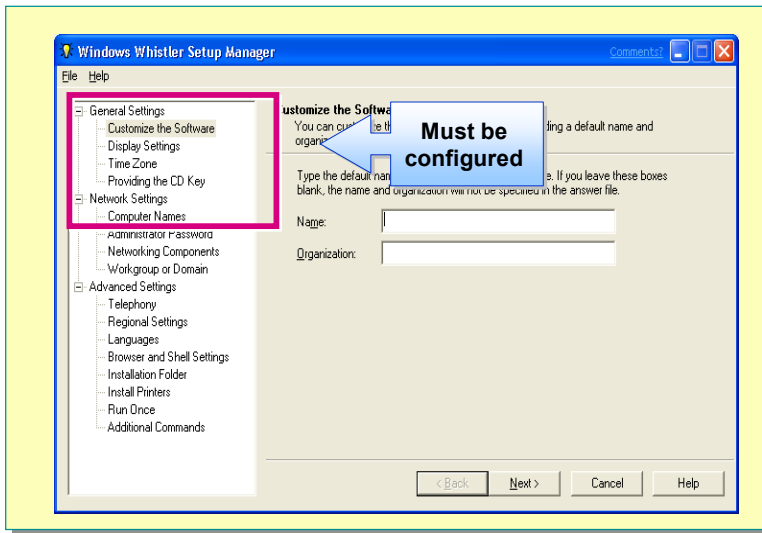 Windows Whistler Setup Manager
Comments?
File Help
General Settings
Customize the Software
Display Settings
Time Zone
Providing the CD Key
Network Settings
Computer Names
Administrator Password
Networking Components
Workgroup or Domain
Advanced Settings
Telephony
Regional Settings
Languages
Browser and Shell Settings
Installation Folder
Install Printers
Run Once
Additional Commands
ustomize the Softwa
You can cu e th ding a default name and
organi
Must be
configured
Type the default nam e. If you leave these boxes
blank, the name and organization will not be specified in the answer file.
Name:
Organization:
< Back
Next >
Cancel
Help